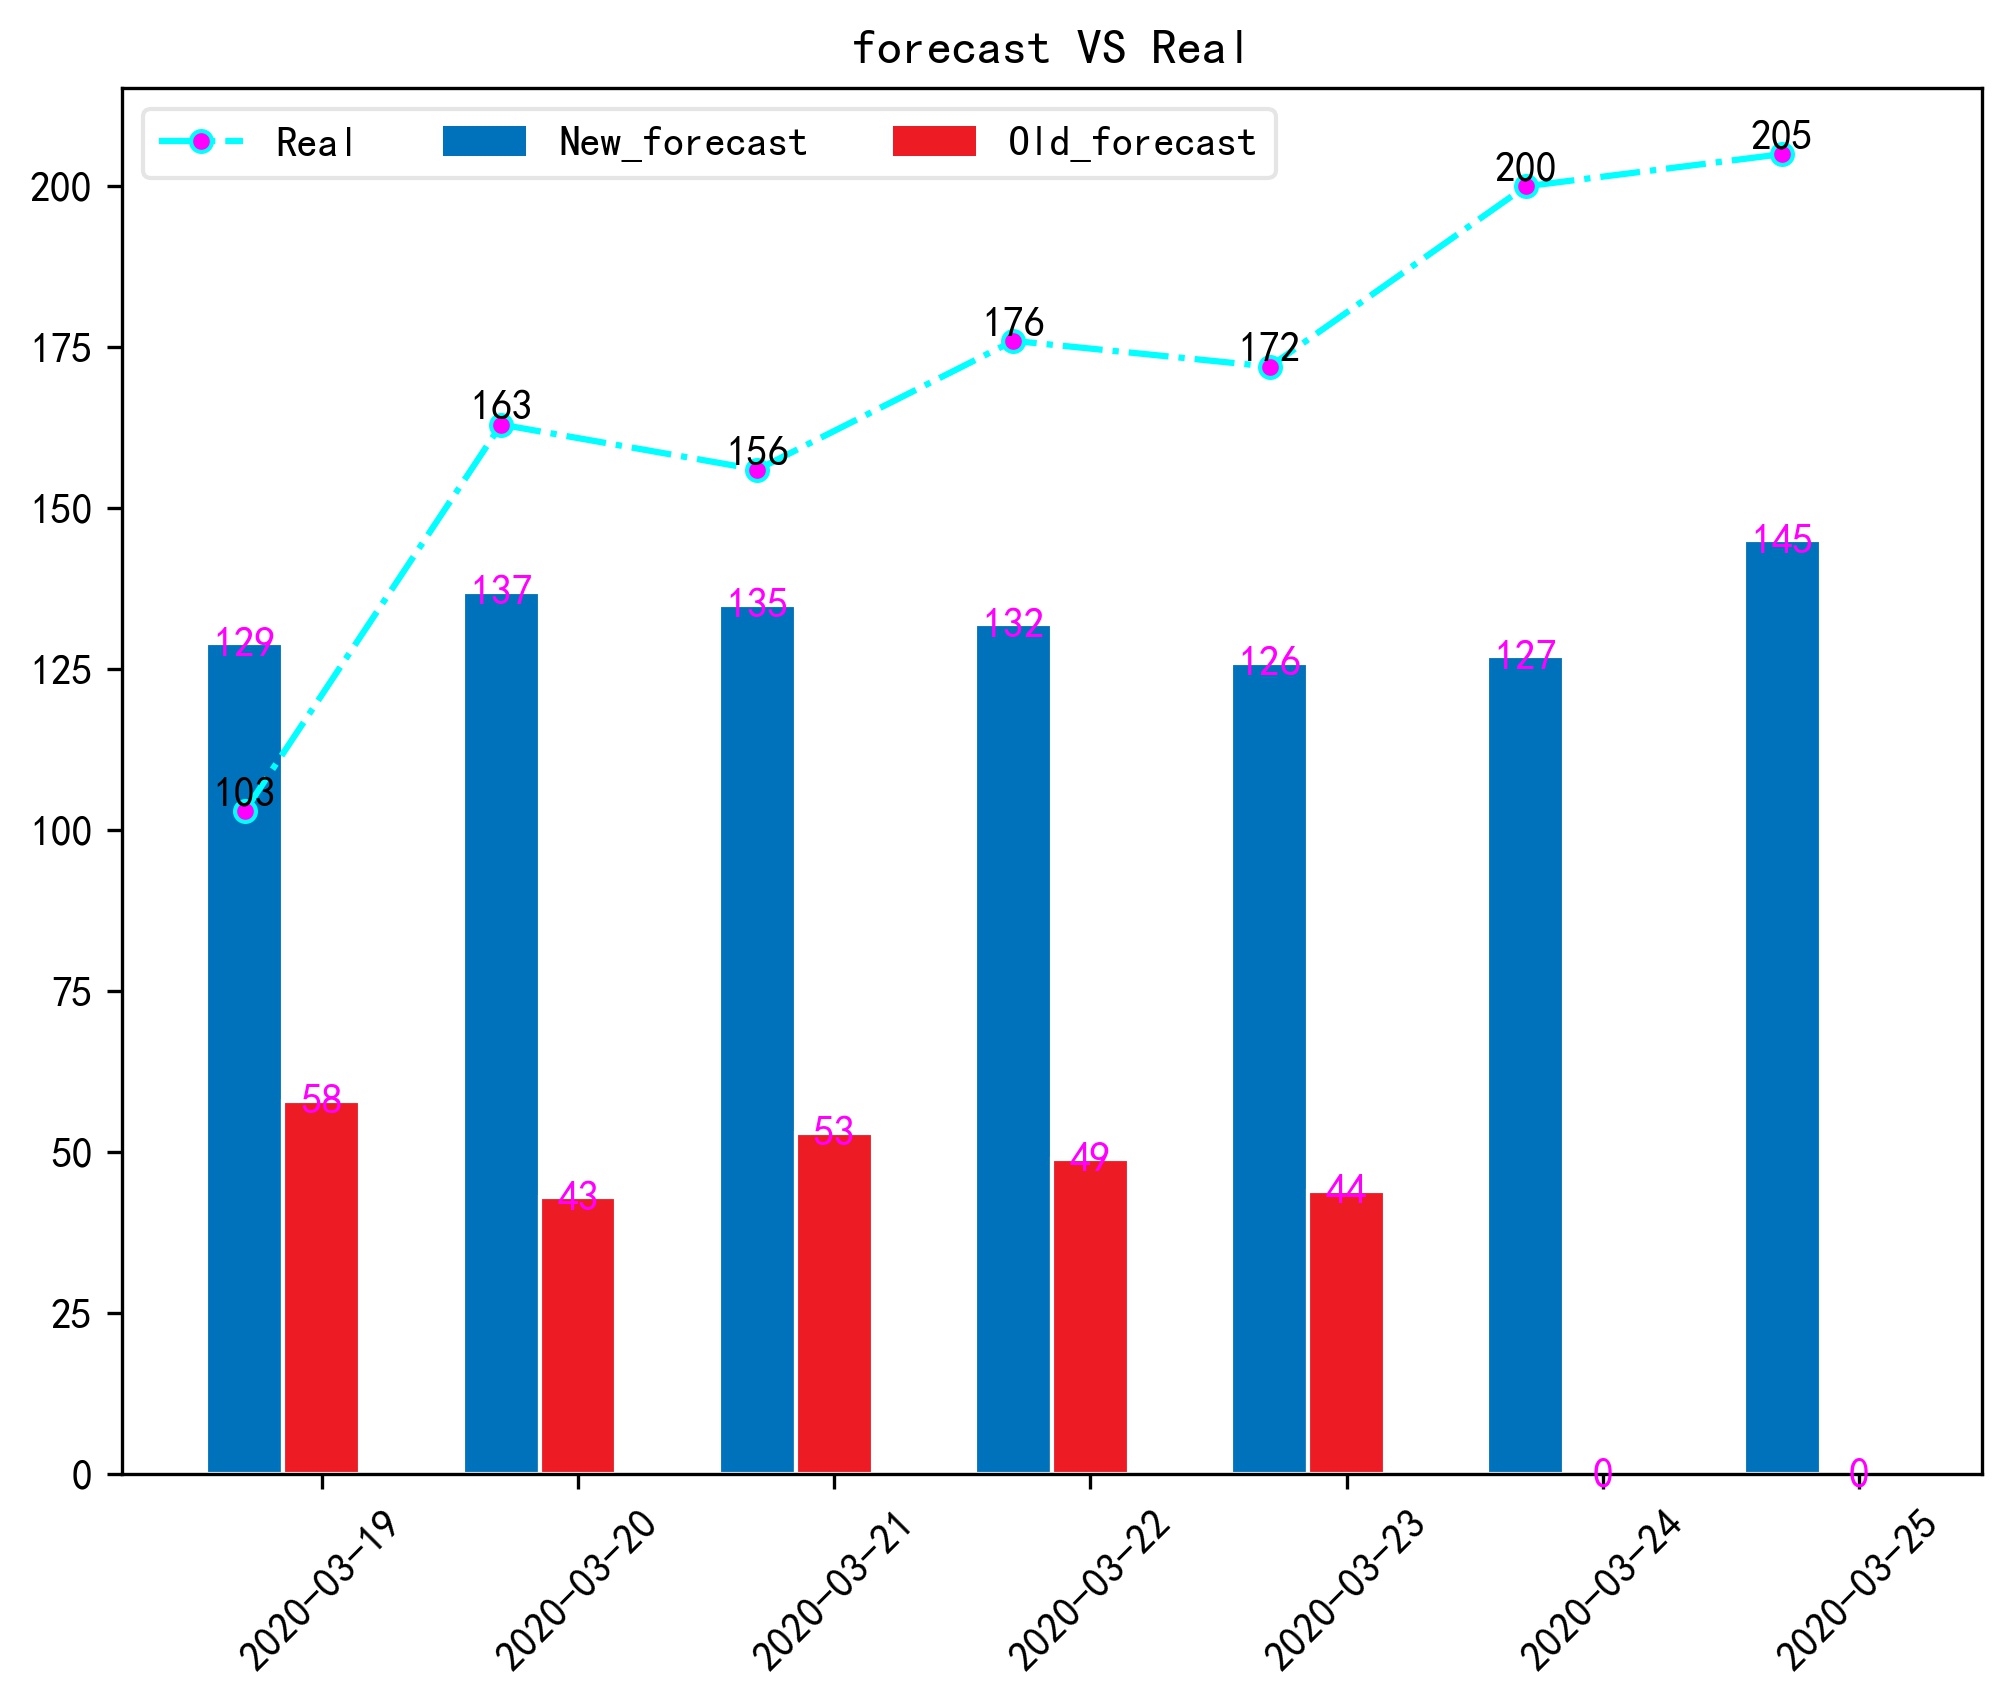 forecast VS Real
Real New_forecast Old_forecast
200
175
150
125
100
75
50
25
0
103 163 156 176 172 200 205
129 137 135 132 126 127 145
58 43 53 49 44 0 0
2020-03-19 2020-03-20 2020-03-21 2020-03-22 2020-03-23 2020-03-24 2020-03-25